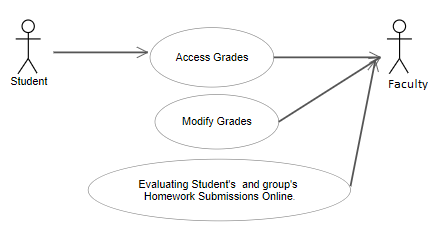 Access Grades
Student
Faculty
Modify Grades
Evaluating Student's and group's
Homework Submissions Online.